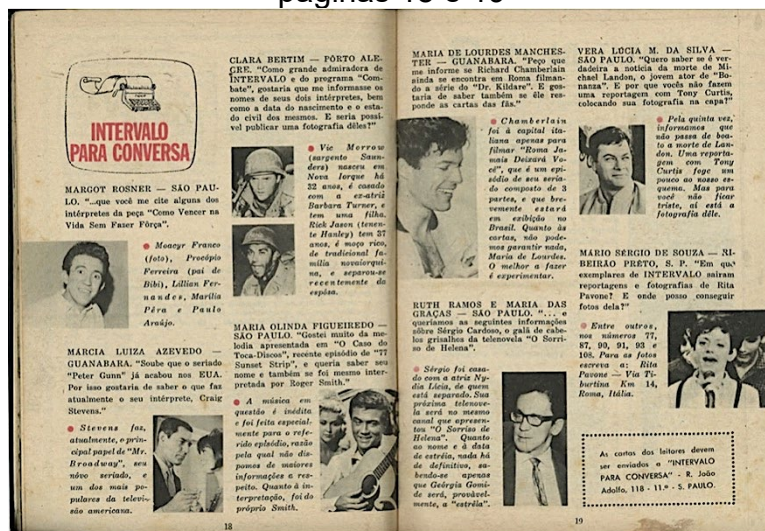 páginas 18 e 19
INTERVALO
PARA CONVERSA
MARGOT ROSNER — SÃO PAU-
LO. "...que você me cite alguns dos
intérpretes da peça "Como Vencer na
Vida Sem Fazer Fôrça".
Moacyr Franco
(foto), Procópio
Ferreira (pai de
Bibi), Lílian Fer-
nandes, Marília
Pêra e Paulo
Araújo.
MÁRCIA LUIZA AZEVEDO —
GUANABARA. "Soube que o seriado
"Peter Gunn" já acabou nos EUA.
Por isso gostaria de saber o que faz
atualmente o seu intérprete, Craig
Stevens."
Stevens faz,
atualmente, o prin-
cipal papel de "Mr.
Broadway", seu
nôvo seriado, e
um dos mais po-
pulares da televi-
são americana.
CLARA BERTIM — PÔRTO ALE-
GRE. "Como grande admiradora de
INTERVALO e do programa "Com-
bate", gostaria que me informasse os
nomes de seus dois intérpretes, bem
como a data do nascimento e o esta-
do civil dos mesmos. E seria possí-
vel publicar uma fotografia dêles?"
Vic Morrow
(sargento Saun-
ders) nasceu em
Nova Iorque há
32 anos, é casado
com a ex-atriz
Barbara Turner, e
tem uma filha.
Rick Jason (tenen-
te Hanley) tem 37
anos, é moço rico,
de tradicional fa-
mília novaiorqui-
na, e separou-se
recentemente da
espôsa.
MARIA OLINDA FIGUEIREDO —
SÃO PAULO. "Gostei muito da me-
lodia apresentada em "O Caso do
Toca-Discos", recente episódio de "77
Sunset Strip", e queria saber seu
nome e também se foi mesmo inter-
pretada por Roger Smith."
A música em
questão é inédita
e foi feita especial-
mente para o refe-
rido episódio, razão
pela qual não dis-
pomos de maiores
informações a res-
peito. Quanto à in-
terpretação, foi do
próprio Smith.
18
MARIA DE LOURDES MANCHES-
TER — GUANABARA. "Peço que
me informe se Richard Chamberlain
ainda se encontra em Roma filman-
do a série do "Dr. Kildare". E gos-
taria de saber também se êle res-
ponde as cartas das fãs."
Chamberlain
foi à capital ita-
liana apenas para
filmar "Roma Ja-
mais Deixará Vo-
cê", que é um epi-
sódio de seu seria-
do composto de 3
partes, e que bre-
vemente estará
em exibição no
Brasil. Quanto às
cartas, não pode-
mos garantir nada,
Maria de Lourdes.
O melhor a fazer
é experimentar.
RUTH RAMOS E MARIA DAS
GRAÇAS — SÃO PAULO. "... e
queríamos as seguintes informações
sôbre Sérgio Cardoso, o galã de cabe-
los grisalhos da telenovela "O Sorri-
so de Helena".
Sérgio foi casa-
do com a atriz Ny-
dia Lícia, de quem
está separado. Sua
próxima telenove-
la será no mesmo
canal que apresen-
tou "O Sorriso de
Helena". Quanto
ao nome e à data
de estréia, nada há
de definitivo, sa-
bendo-se apenas
que Geórgia Gomi-
de será, provàvel-
mente, a "estrêla".
VERA LÚCIA M. DA SILVA —
SÃO PAULO. "Quero saber se é ver-
dadeira a notícia da morte de Mi-
chael Landon, o jovem ator de "Bo-
nanza". E por que vocês não fazem
uma reportagem com Tony Curtis,
colocando sua fotografia na capa?"
Pela quinta vez,
informamos que
não passa de boa-
to a morte de Lan-
don. Uma reporta-
gem com Tony
Curtis foge um
pouco ao nosso es-
quema. Mas para
você não ficar
triste, aí está a
fotografia dêle.
MÁRIO SÉRGIO DE SOUZA — RI-
BEIRÃO PRÊTO, S. P. "Em que
exemplares de INTERVALO saíram
reportagens e fotografias de Rita
Pavone? E onde posso conseguir
fotos dela?"
Entre outros,
nos números 77,
87, 90, 91, 93 e
108. Para as fotos
escreva a: Rita
Pavone — Via Ti-
burtina Km 14,
Roma, Itália.
As cartas dos leitores devem
ser enviadas a "INTERVALO
PARA CONVERSA" - R. João
Adolfo, 118 - 11.º - S. PAULO.
19